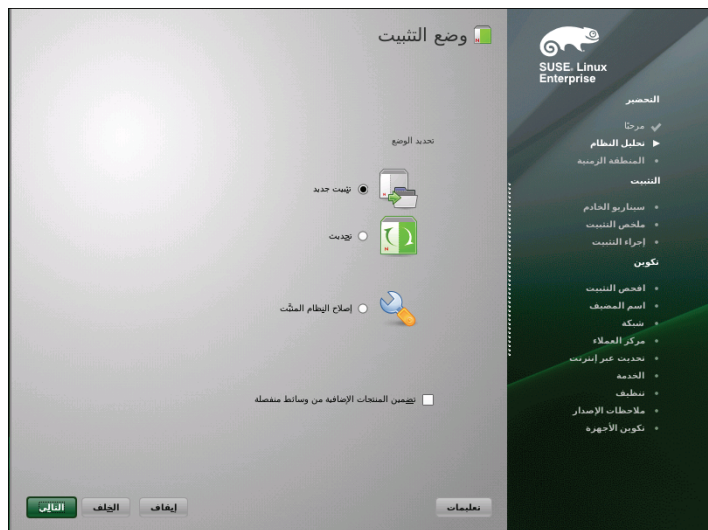 وضع التثبيت
تحديد الوضع
تثبيت جديد
تحديث
إصلاح النظام المثبَّت
تضمين المنتجات الإضافية من وسائط منفصلة
تعليمات
إيقاف
الخلف
التالي
SUSE. Linux
Enterprise
التحضير
مرحبًا
تحليل النظام
المنطقة الزمنية
التثبيت
سيناريو الخادم
ملخص التثبيت
إجراء التثبيت
تكوين
افحص التثبيت
اسم المضيف
شبكة
مركز العملاء
تحديث عبر إنترنت
الخدمة
تنظيف
ملاحظات الإصدار
تكوين الأجهزة